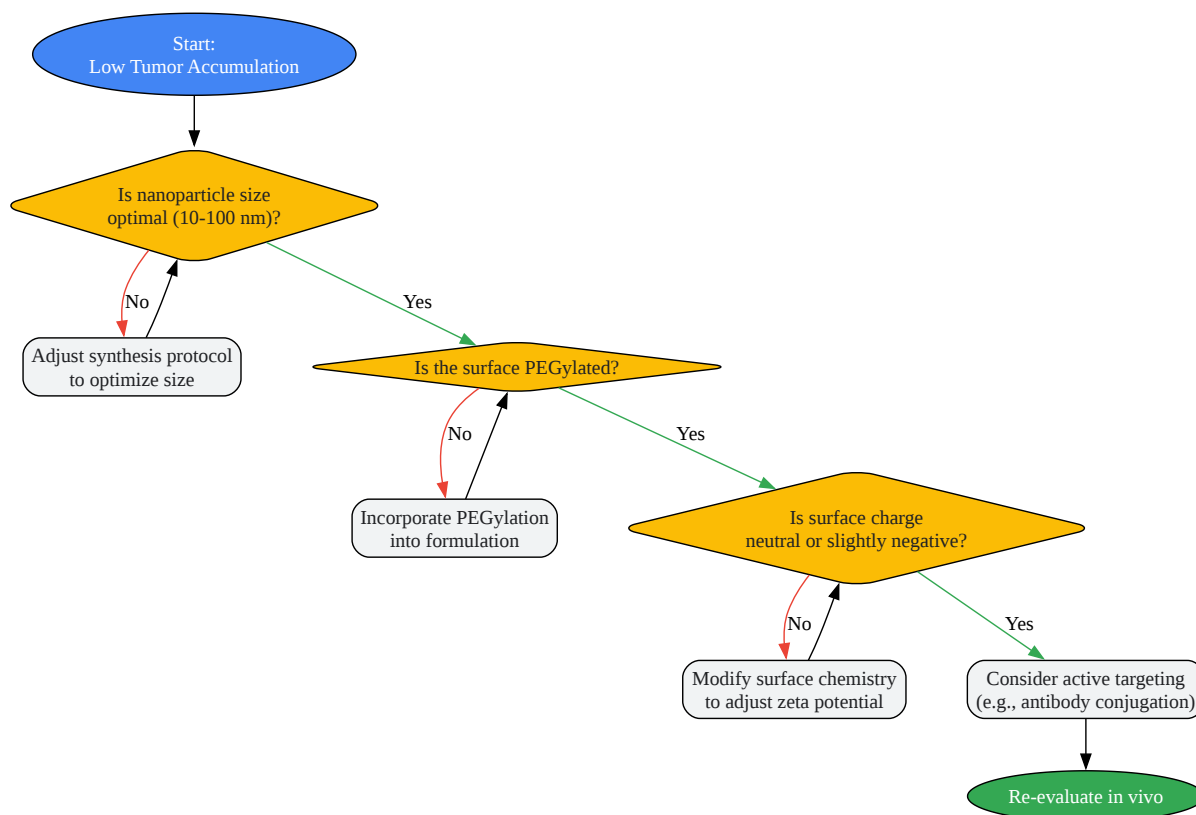 Start:
Low Tumor Accumulation
Is nanoparticle size
optimal (10-100 nm)?
No
Yes
Adjust synthesis protocol
to optimize size
Is the surface PEGylated?
No
Yes
Incorporate PEGylation
into formulation
Is surface charge
neutral or slightly negative?
No
Yes
Modify surface chemistry
to adjust zeta potential
Consider active targeting
(e.g., antibody conjugation)
Re-evaluate in vivo